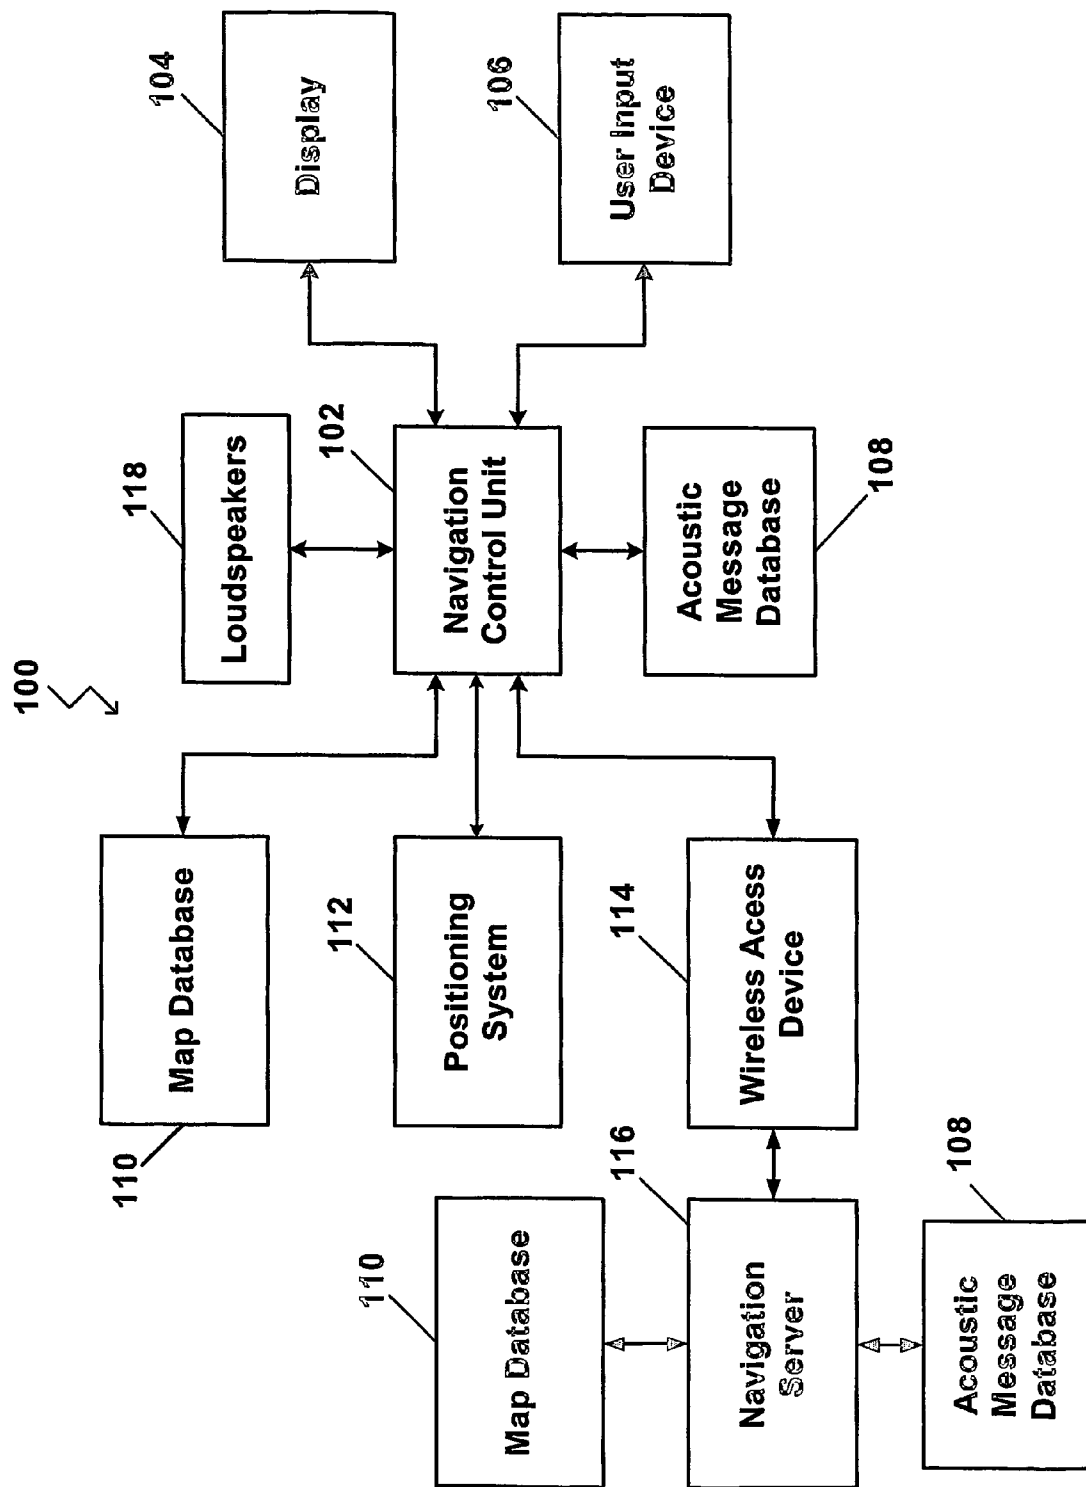 100
118
Loudspeakers
104
Display
102
Navigation
Control Unit
106
User Input
Device
Acoustic
Message
Database
108
110
Map Database
112
Positioning
System
114
Wireless Acess
Device
116
Navigation
Server
110
Map Database
108
Acoustic
Message
Database